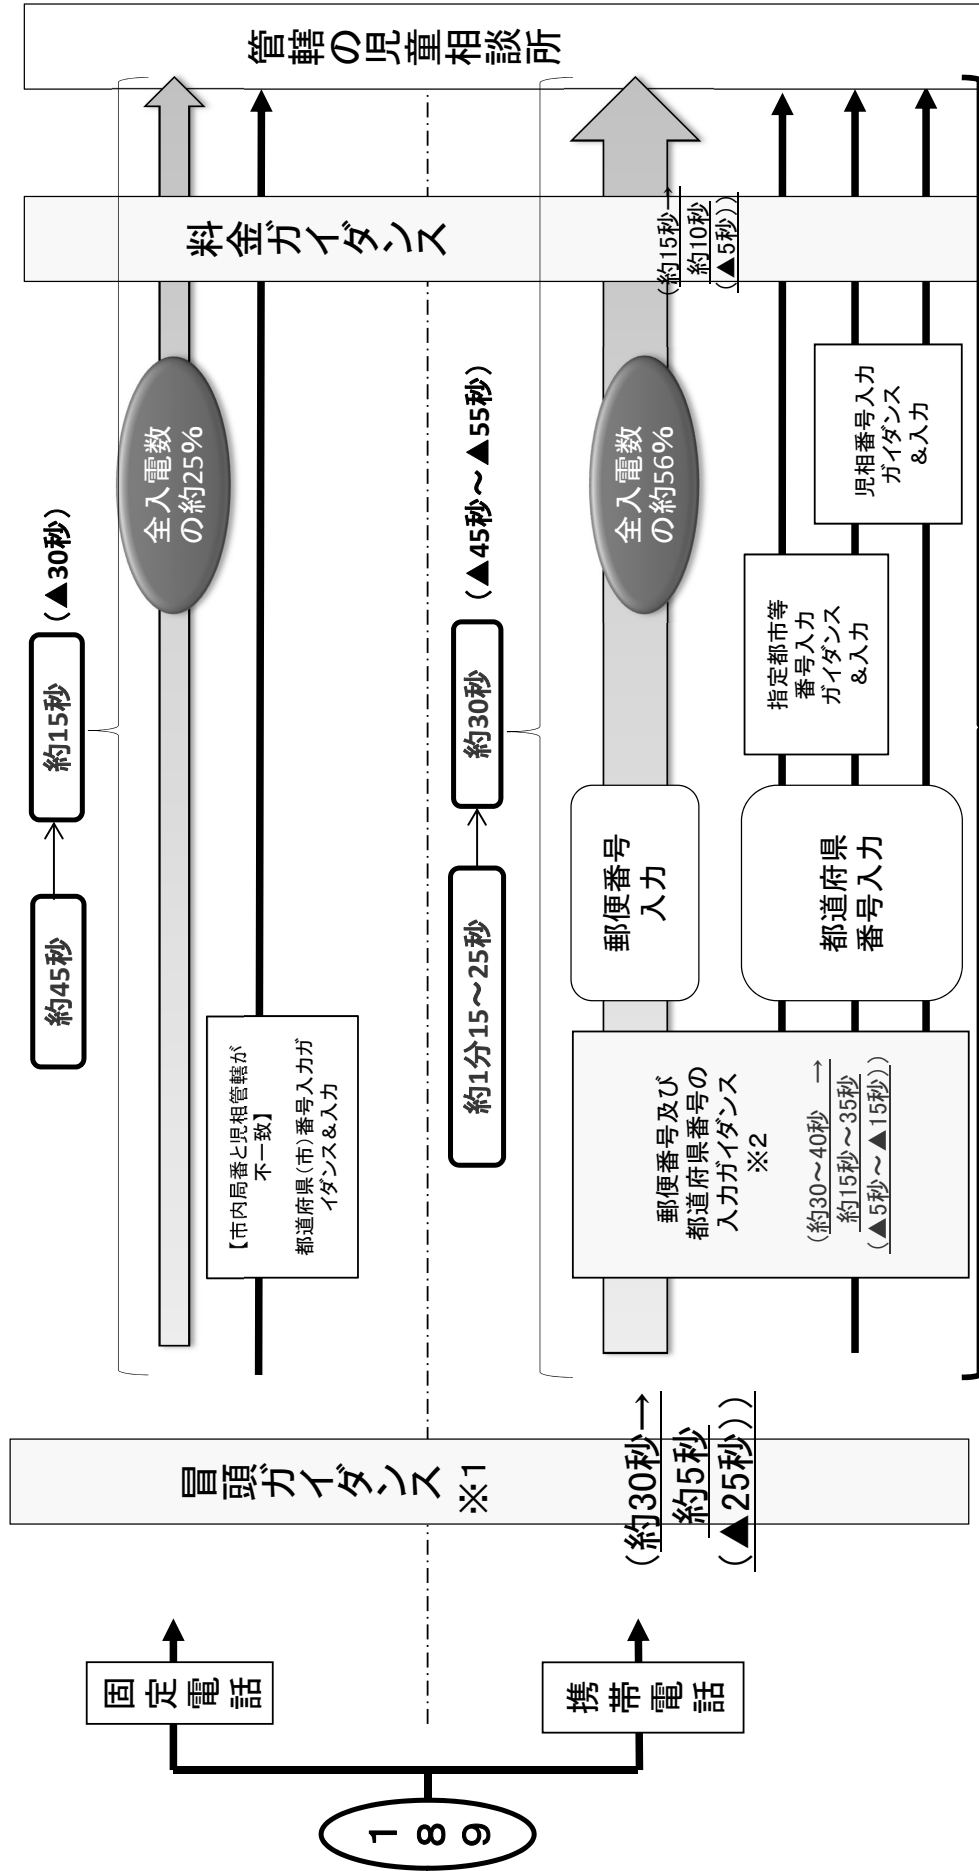 189
固定電話
携帯電話
冒頭ガイダンス
※1
(約30秒→
約5秒
(▲25秒))
約45秒
約15秒
(▲30秒)
全入電数
の約25%
【市内局番と児相管轄が
不一致】
都道府県(市)番号入力ガ
イダンス&入力
約1分15～25秒
約30秒
(▲45秒～▲55秒)
郵便番号及び
都道府県番号の
入力ガイダンス
※2
(約30～40秒 →
約15秒～35秒
(▲5秒～▲15秒))
郵便番号
入力
全入電数
の約56%
都道府県
番号入力
指定都市等
番号入力
ガイダンス
&入力
児相番号入力
ガイダンス
&入力
料金ガイダンス
(約15秒→
約10秒
(▲5秒))
管轄の児童相談所